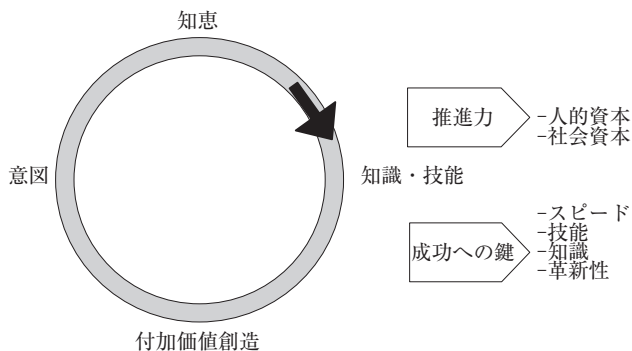 知恵
意図
知識・技能
付加価値創造
推進力
-人的資本
-社会資本
成功への鍵
-スピード
-技能
-知識
-革新性